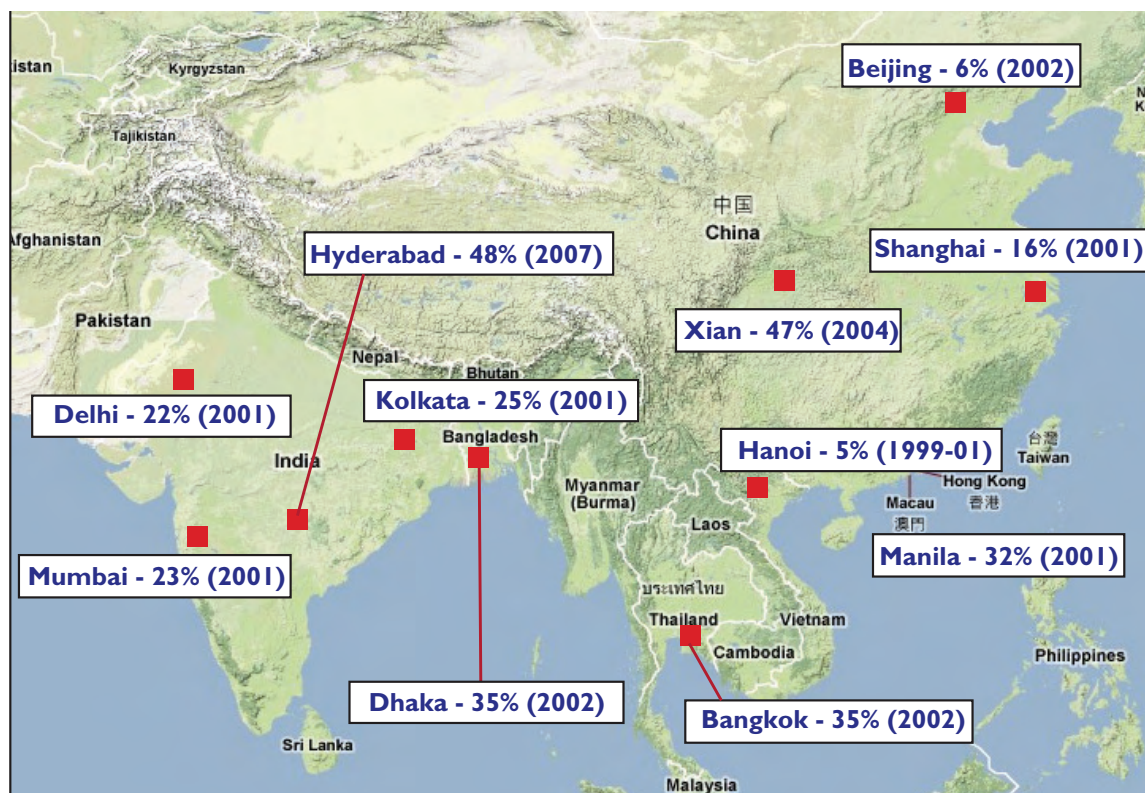 kistan
Kyrgyzstan
Tajikistan
Beijing - 6% (2002)
N
K
中国
China
Afghanistan
Hyderabad - 48% (2007)
Shanghai - 16% (2001)
Pakistan
Xian - 47% (2004)
Nepal
Bhutan
Delhi - 22% (2001)
Kolkata - 25% (2001)
Bangladesh
India
Hanoi - 5% (1999-01)
台灣
Taiwan
Myanmar
(Burma)
Hong Kong
香港
Macau
澳門
Laos
Mumbai - 23% (2001)
Manila - 32% (2001)
ประเทศไทย
Thailand
Vietnam
Cambodia
Philippines
Dhaka - 35% (2002)
Bangkok - 35% (2002)
Sri Lanka
Malaysia